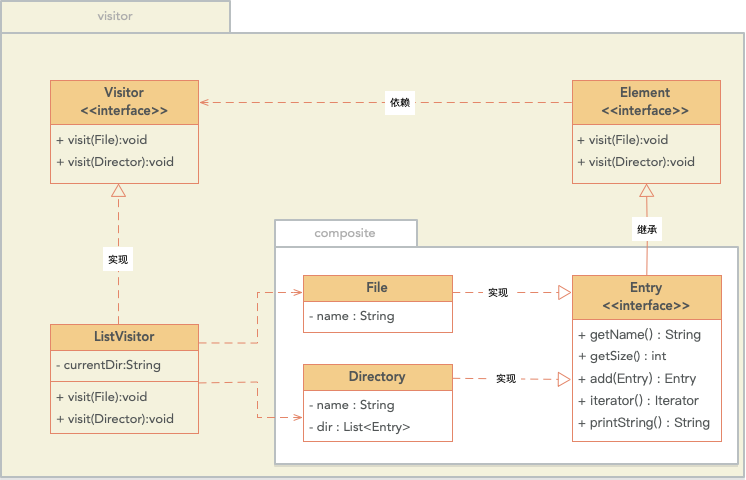 visitor
Visitor
<<interface>>
+ visit(File):void
+ visit(Director):void
依赖
Element
<<interface>>
+ visit(File):void
+ visit(Director):void
实现
继承
composite
ListVisitor
- currentDir:String
+ visit(File):void
+ visit(Director):void
File
- name : String
实现
Directory
- name : String
- dir : List<Entry>
实现
Entry
<<interface>>
+ getName() : String
+ getSize() : int
+ add(Entry) : Entry
+ iterator() : Iterator
+ printString() : String